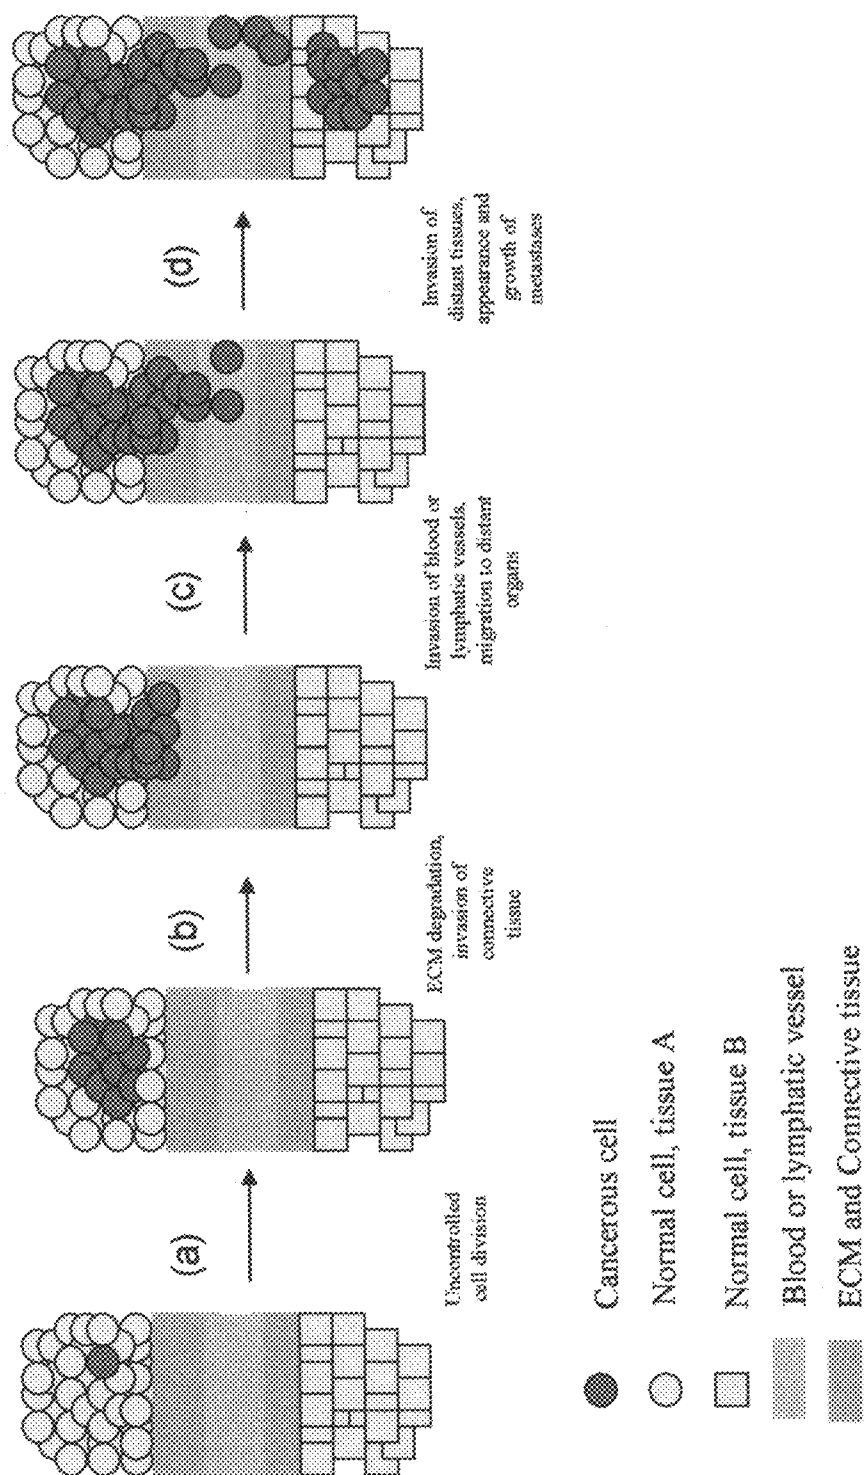 (a)
Uncontrolled
cell division
(b)
ECM degradation,
invasion of
connective
tissue
(c)
Invasion of blood or
lymphatic vessels,
migration to distant
organs
(d)
Invasion of
distant tissues,
appearance and
growth of
metastases
Cancerous cell
Normal cell, tissue A
Normal cell, tissue B
Blood or lymphatic vessel
ECM and Connective tissue